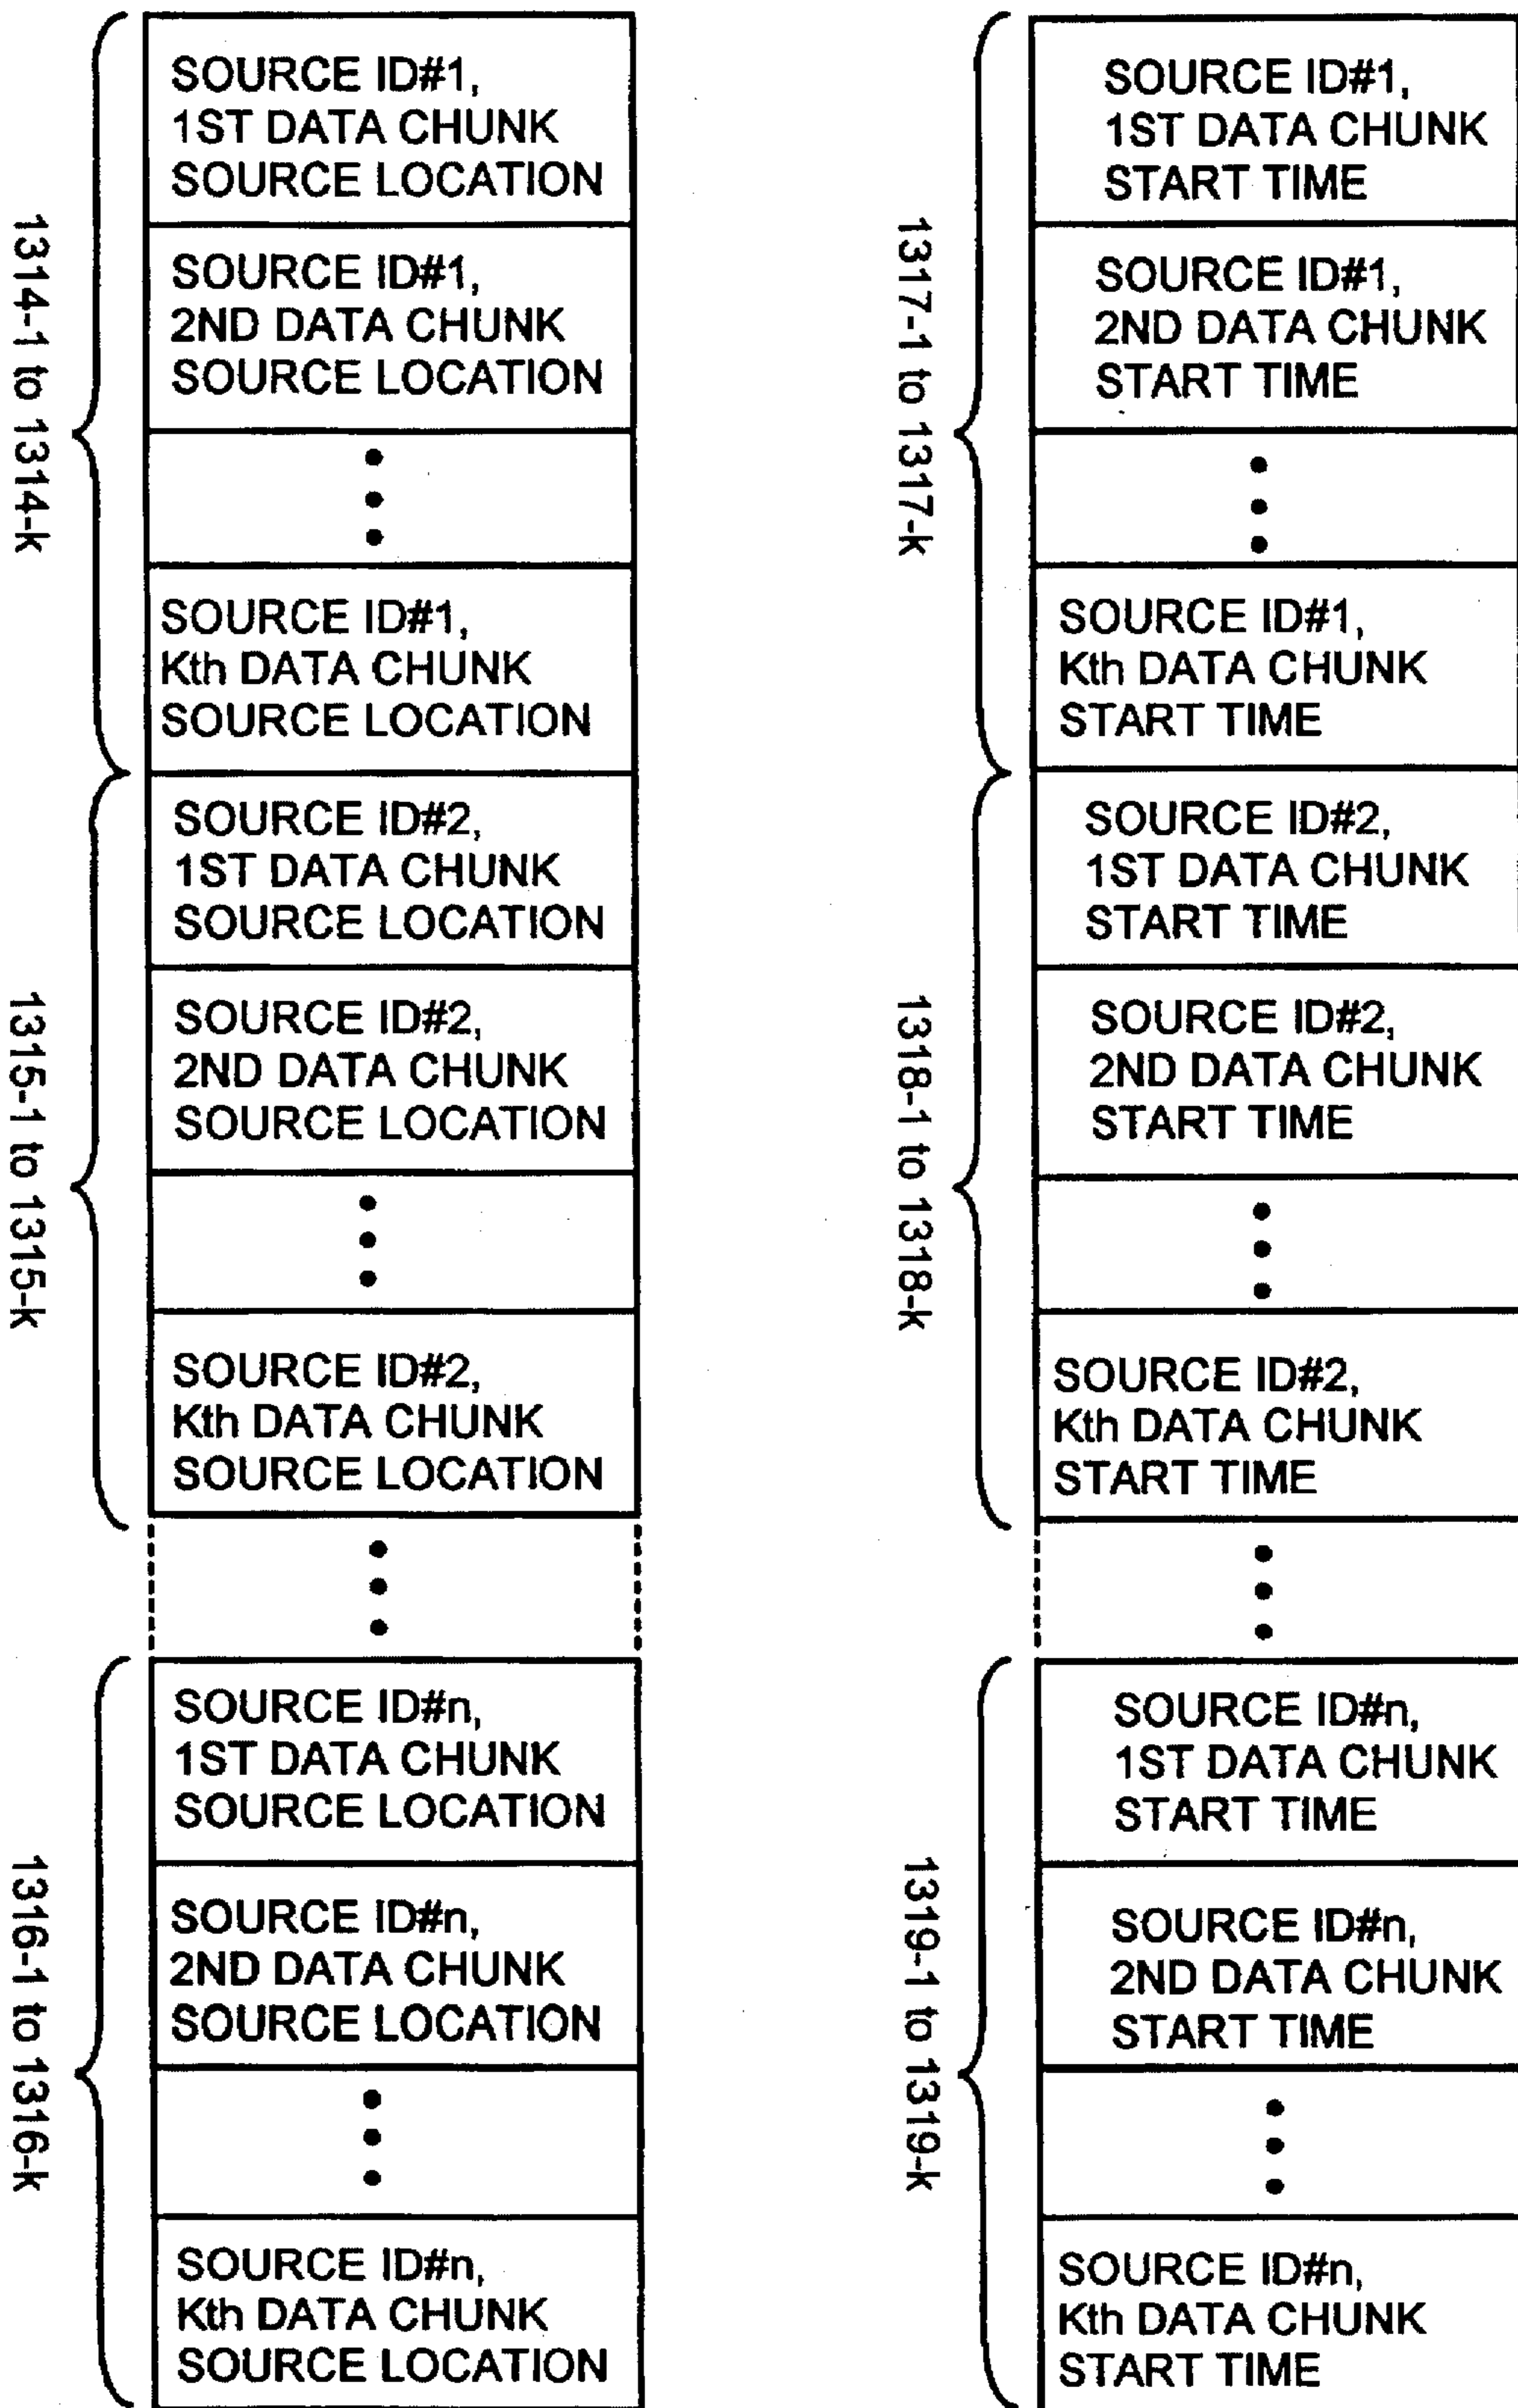 1314-1 to 1314-k
SOURCE ID#1,
1ST DATA CHUNK
SOURCE LOCATION
SOURCE ID#1,
2ND DATA CHUNK
SOURCE LOCATION
SOURCE ID#1,
Kth DATA CHUNK
SOURCE LOCATION
1315-1 to 1315-k
SOURCE ID#2,
1ST DATA CHUNK
SOURCE LOCATION
SOURCE ID#2,
2ND DATA CHUNK
SOURCE LOCATION
SOURCE ID#2,
Kth DATA CHUNK
SOURCE LOCATION
1316-1 to 1316-k
SOURCE ID#n,
1ST DATA CHUNK
SOURCE LOCATION
SOURCE ID#n,
2ND DATA CHUNK
SOURCE LOCATION
SOURCE ID#n,
Kth DATA CHUNK
SOURCE LOCATION
1317-1 to 1317-k
SOURCE ID#1,
1ST DATA CHUNK
START TIME
SOURCE ID#1,
2ND DATA CHUNK
START TIME
SOURCE ID#1,
Kth DATA CHUNK
START TIME
1318-1 to 1318-k
SOURCE ID#2,
1ST DATA CHUNK
START TIME
SOURCE ID#2,
2ND DATA CHUNK
START TIME
SOURCE ID#2,
Kth DATA CHUNK
START TIME
1319-1 to 1319-k
SOURCE ID#n,
1ST DATA CHUNK
START TIME
SOURCE ID#n,
2ND DATA CHUNK
START TIME
SOURCE ID#n,
Kth DATA CHUNK
START TIME